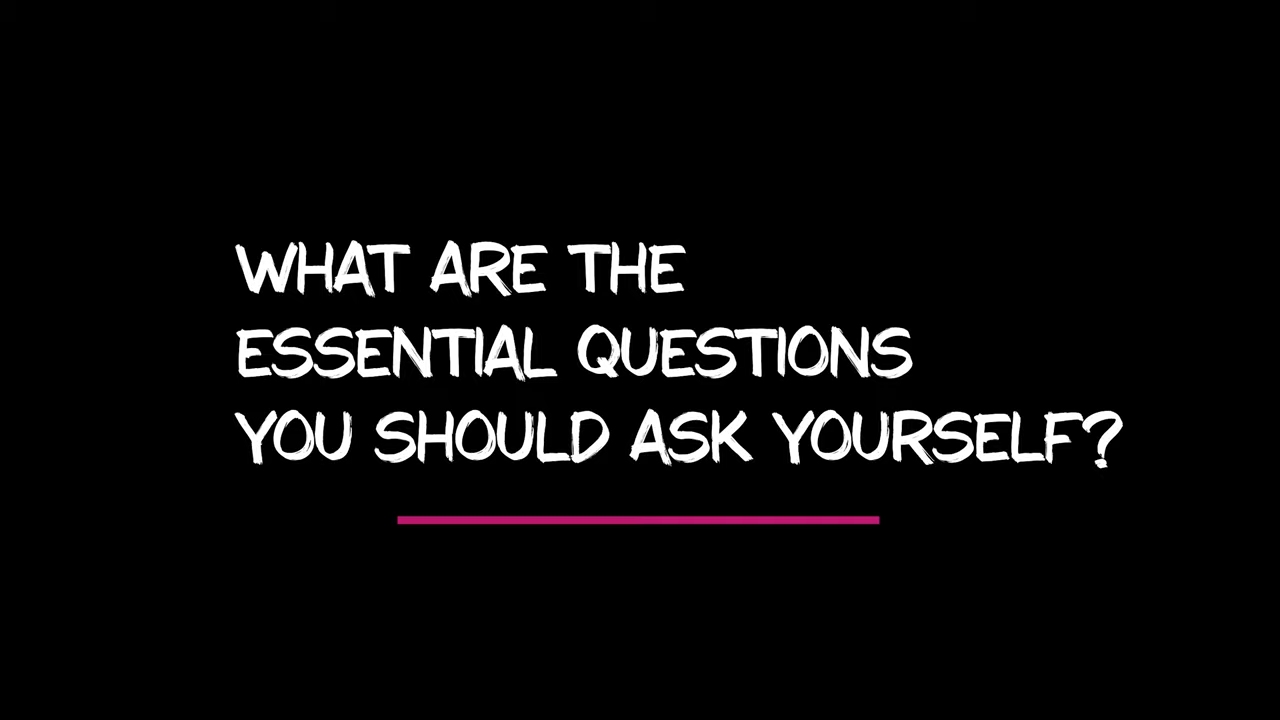 WHAT ARE THE
ESSENTIAL QUESTIONS
YOU SHOULD ASK YOURSELF?